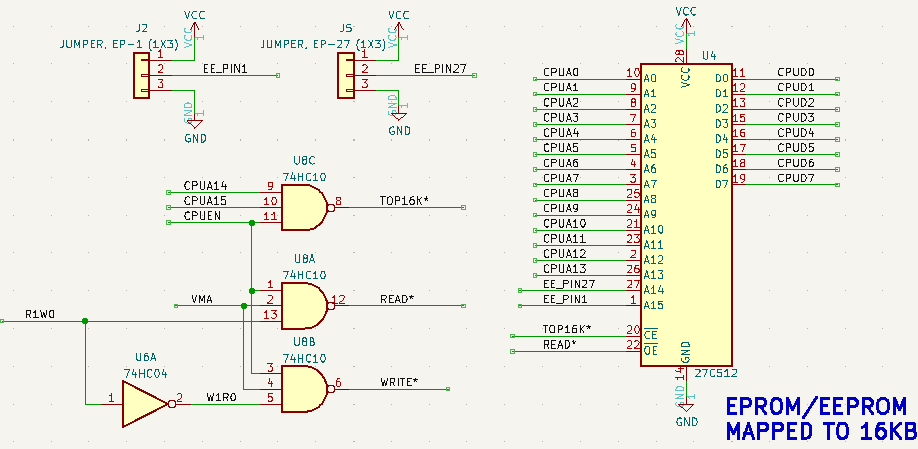 VCC
VCC
VCC
J2
J5
VCC
1
VCC
1
VCC
1
U4
JUMPER, EP-1 (1X3)
JUMPER, EP-27 (1X3)
1
2
3
EE_PIN1
1
2
3
EE_PIN27
GND
1
GND
1
GND
GND
28
VCC
CPUA0 10 A0
CPUA1 9 A1
CPUA2 8 A2
CPUA3 7 A3
CPUA4 6 A4
CPUA5 5 A5
CPUA6 4 A6
CPUA7 3 A7
CPUA8 25 A8
CPUA9 24 A9
CPUA10 21 A10
CPUA11 23 A11
CPUA12 2 A12
CPUA13 26 A13
EE_PIN27 27 A14
EE_PIN1 1 A15
TOP16K* 20 CE
READ* 22 OE
D0 11 CPUD0
D1 12 CPUD1
D2 13 CPUD2
D3 15 CPUD3
D4 16 CPUD4
D5 17 CPUD5
D6 18 CPUD6
D7 19 CPUD7
GND
14
27C512
GND
1
GND
U8C
74HC10
CPUA14 9
CPUA15 10
CPUEN 11
8 TOP16K*
U8A
74HC10
1
VMA 2
R1W0 13
12 READ*
U8B
74HC10
3
4
5
6 WRITE*
U6A
74HC04
1
2 W1R0
EPROM/EEPROM
MAPPED TO 16KB